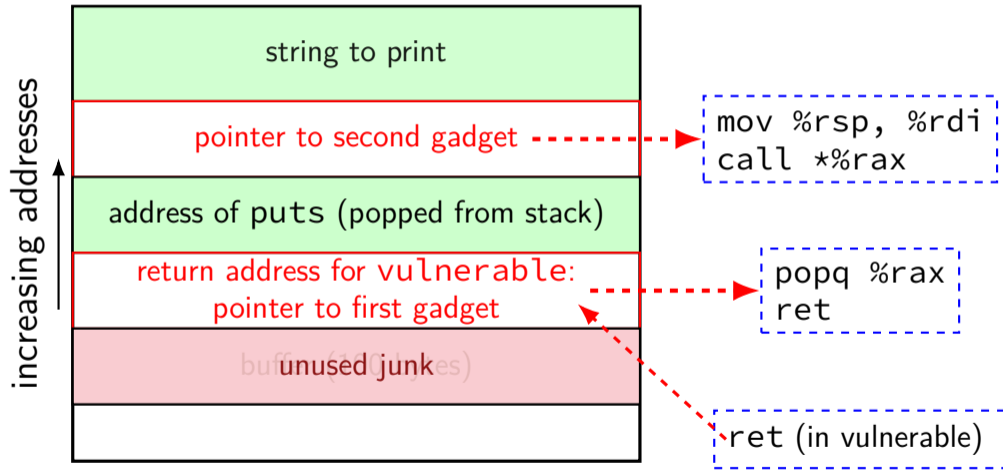 increasing addresses
string to print
pointer to second gadget
mov %rsp, %rdi
call *%rax
address of puts (popped from stack)
return address for vulnerable:
pointer to first gadget
popq %rax
ret
unused junk
ret (in vulnerable)